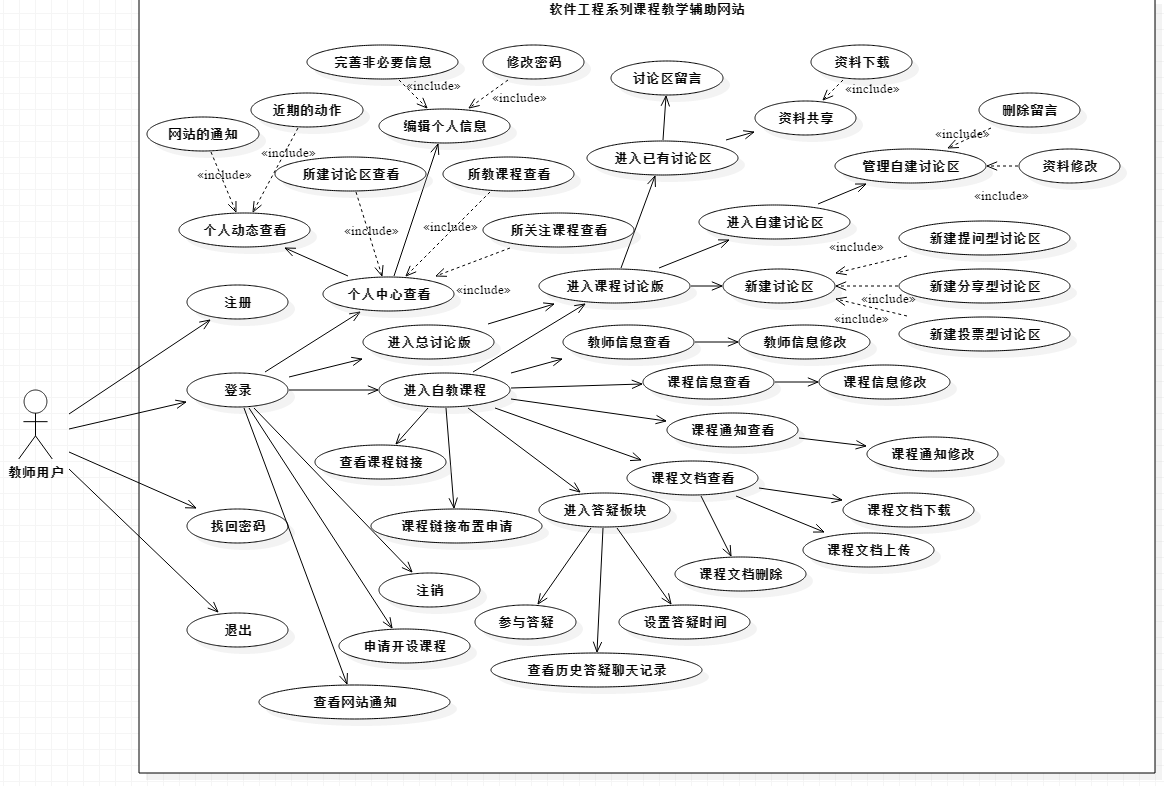 软件工程系列课程教学辅助网站
完善非必要信息
修改密码
讨论区留言
资料下载
«include»
«include»
«include»
近期的动作
编辑个人信息
资料共享
删除留言
网站的通知
«include»
«include»
进入已有讨论区
管理自建讨论区
资料修改
«include»
所建讨论区查看
所教课程查看
«include»
个人动态查看
«include»
«include»
所关注课程查看
进入自建讨论区
«include»
新建提问型讨论区
个人中心查看
«include»
进入课程讨论版
新建讨论区
新建分享型讨论区
«include»
注册
«include»
新建投票型讨论区
进入总讨论版
教师信息查看
教师信息修改
登录
进入自教课程
课程信息查看
课程信息修改
课程通知查看
课程通知修改
教师用户
查看课程链接
课程文档查看
进入答疑板块
课程文档下载
找回密码
课程链接布置申请
课程文档上传
课程文档删除
注销
参与答疑
设置答疑时间
退出
申请开设课程
查看历史答疑聊天记录
查看网站通知